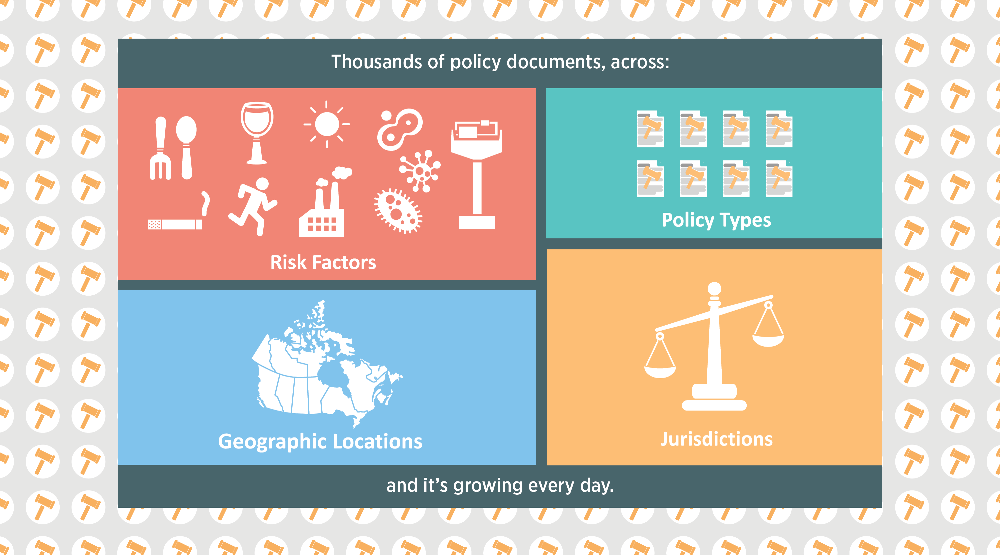 Thousands of policy documents, across:
Risk Factors
Policy Types
Geographic Locations
Jurisdictions
and it’s growing every day.